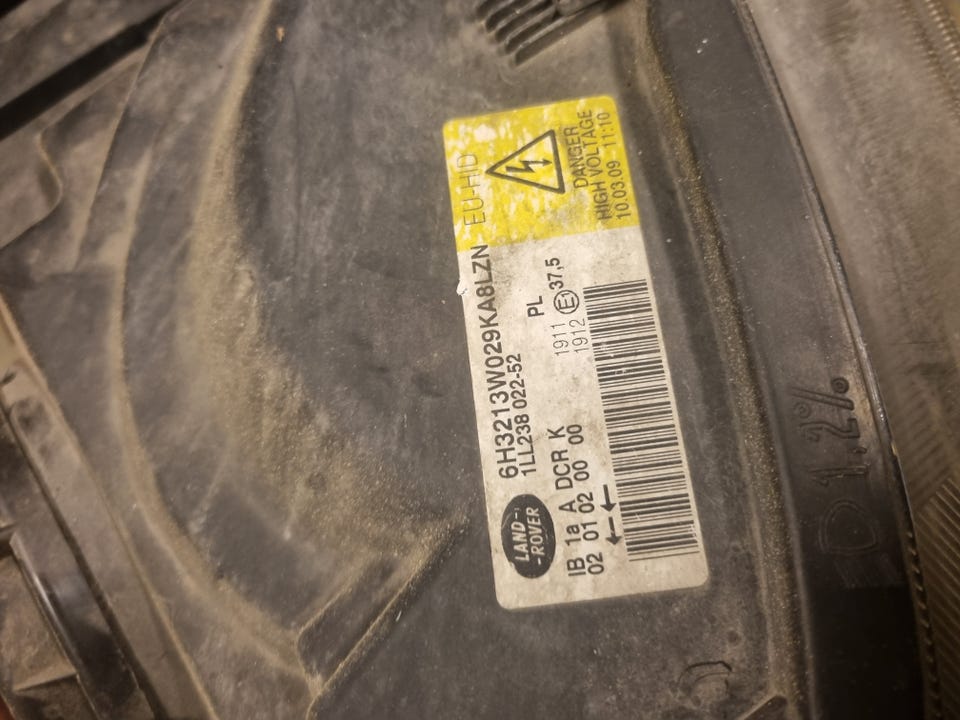 EU-HID
DANGER
HIGH VOLTAGE
10.03.09 11:10
LAND-
-ROVER
6H3213W029KA8LZN
1LL238 022-52
PL
IB 1a A DCR K
02 01 02 00 00
1911
1912
E1
37,5
←←
1,2%